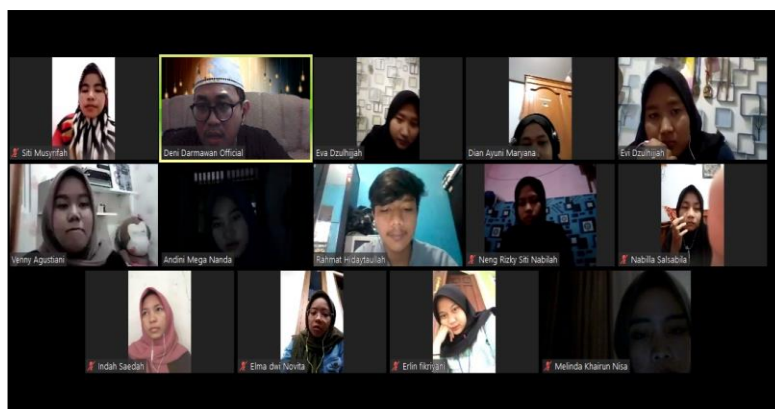 Siti Musyrifah
Deni Darmawan Official
Eva Dzulhijjah
Dian Ayuni Maryana
Evi Dzulhijjah
Venny Agustiani
Andini Mega Nanda
Rahmat Hidaytaullah
Neng Rizky Siti Nabilah
Nabilla Salsabila
Indah Saedah
Elma dwi Novita
Erlin fikriyani
Melinda Khairun Nisa